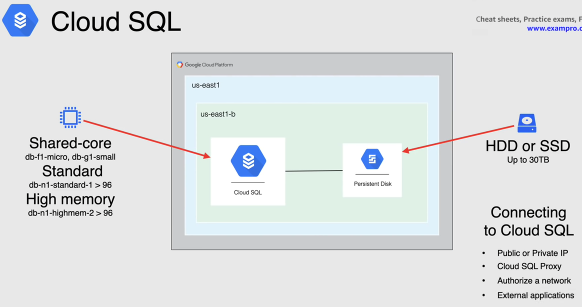 Cloud SQL
Cheat sheets, Practice exams, F
www.exampro.c
Google Cloud Platform
us-east1
us-east1-b
Cloud SQL
Persistent Disk
Shared-core
db-f1-micro, db-g1-small
Standard
db-n1-standard-1 > 96
High memory
db-n1-highmem-2 > 96
HDD or SSD
Up to 30TB
Connecting
to Cloud SQL
• Public or Private IP
• Cloud SQL Proxy
• Authorize a network
• External applications